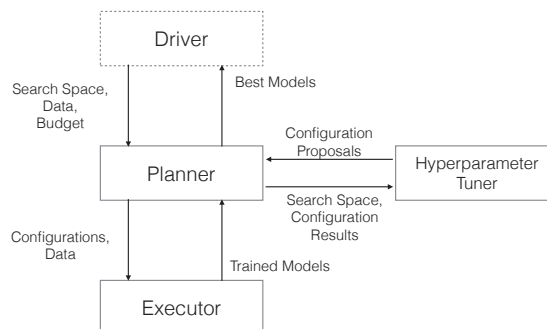 Driver
Search Space,
Data,
Budget
Best Models
Configuration
Proposals
Planner
Hyperparameter
Tuner
Search Space,
Configuration
Results
Configurations,
Data
Trained Models
Executor